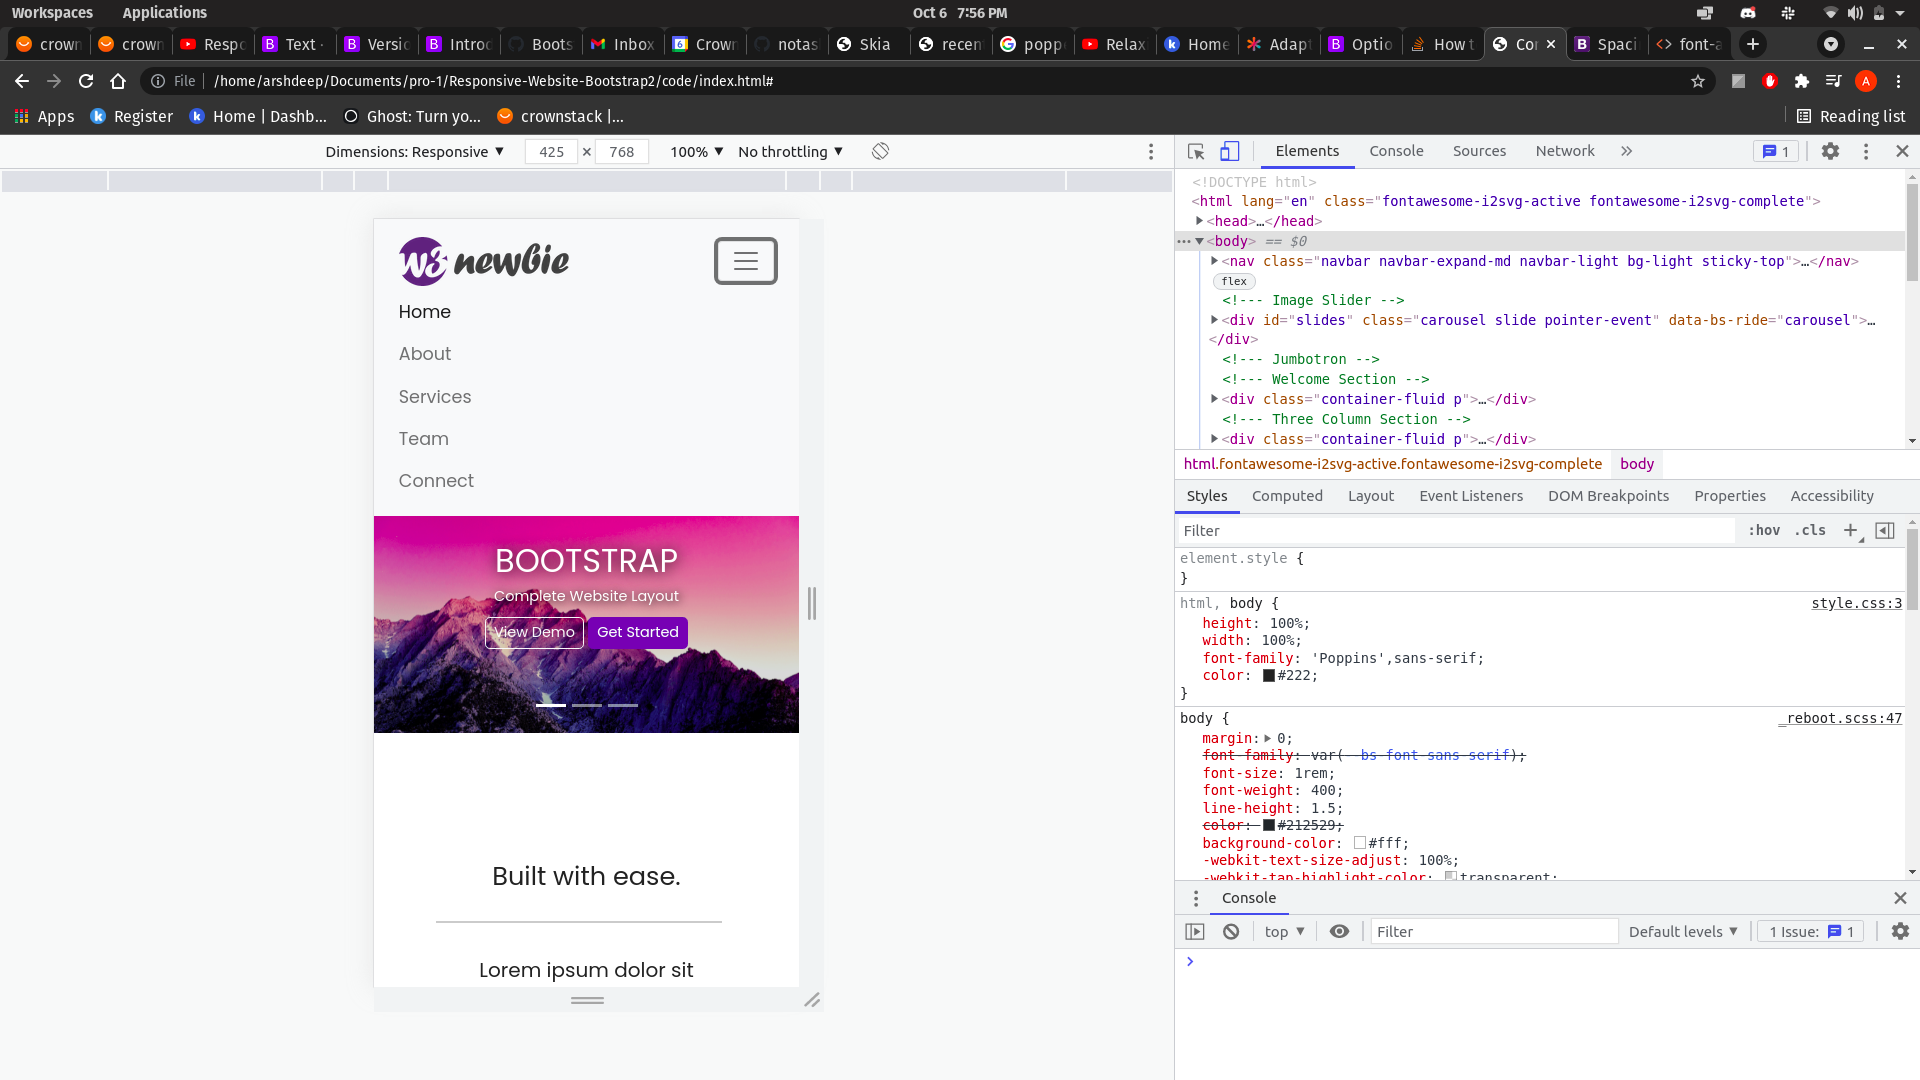 Workspaces Applications Oct 6 7:56 PM
crown crown Respo Text - Versio Introd Boots Inbox Crown notas Skia recen poppi Relax Home Adapt Optio How t Con Spaci font-a
File /home/arshdeep/Documents/pro-1/Responsive-Website-Bootstrap2/code/index.html# A
Apps Register Home | Dashb... Ghost: Turn yo... crownstack |... Reading list
Dimensions: Responsive 425 × 768 100% No throttling
Elements Console Sources Network 1
w3 newbie
Home
About
Services
Team
Connect
BOOTSTRAP
Complete Website Layout
View Demo Get Started
Built with ease.
Lorem ipsum dolor sit
<!DOCTYPE html>
<html lang="en" class="fontawesome-i2svg-active fontawesome-i2svg-complete">
<head>…</head>
<body> == $0
<nav class="navbar navbar-expand-md navbar-light bg-light sticky-top">…</nav>
flex
<!--- Image Slider -->
<div id="slides" class="carousel slide pointer-event" data-bs-ride="carousel">…
</div>
<!--- Jumbotron -->
<!--- Welcome Section -->
<div class="container-fluid p">…</div>
<!--- Three Column Section -->
<div class="container-fluid p">…</div>
html.fontawesome-i2svg-active.fontawesome-i2svg-complete body
Styles Computed Layout Event Listeners DOM Breakpoints Properties Accessibility
Filter :hov .cls
element.style {
}
html, body { style.css:3
height: 100%;
width: 100%;
font-family: 'Poppins',sans-serif;
color: #222;
}
body { _reboot.scss:47
margin: 0;
font-family: var(--bs-font-sans-serif);
font-size: 1rem;
font-weight: 400;
line-height: 1.5;
color: #212529;
background-color: #fff;
-webkit-text-size-adjust: 100%;
-webkit-tap-highlight-color: transparent;
Console
top Filter Default levels 1 Issue: 1